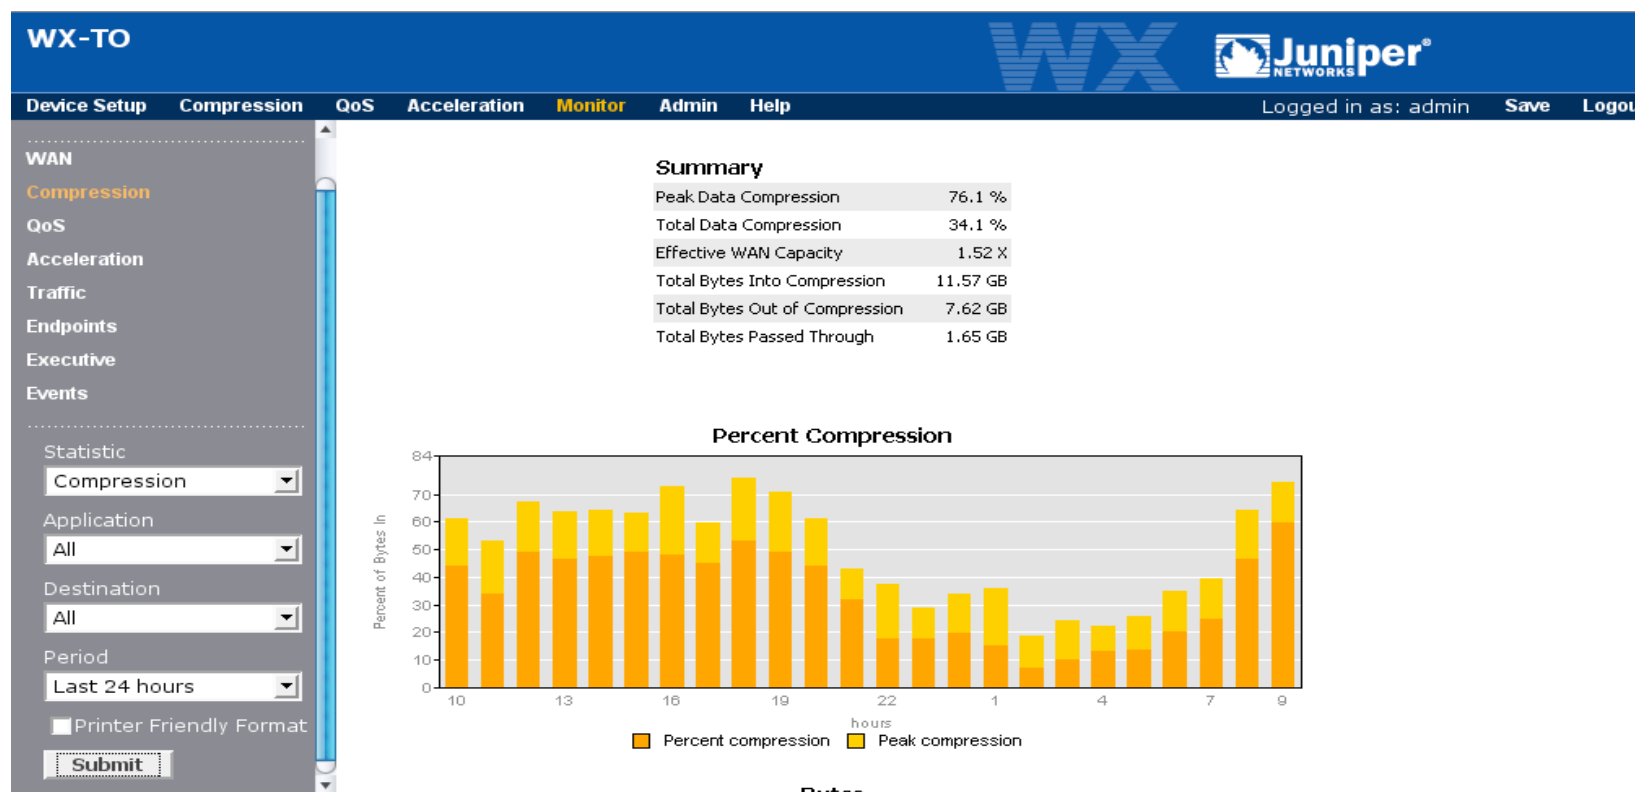 WX-TO
WX
Juniper®
NETWORKS
Device Setup Compression QoS Acceleration Monitor Admin Help Logged in as: admin Save
WAN
Compression
QoS
Acceleration
Traffic
Endpoints
Executive
Events
Statistic
Compression
Application
All
Destination
All
Period
Last 24 hours
Printer Friendly Format
Submit
Summary
Peak Data Compression 76.1 %
Total Data Compression 34.1 %
Effective WAN Capacity 1.52 X
Total Bytes Into Compression 11.57 GB
Total Bytes Out of Compression 7.62 GB
Total Bytes Passed Through 1.65 GB
Percent Compression
Percent of Bytes In
84
70
60
50
40
30
20
10
0
10 13 16 19 22 1 4 7 9
hours
Percent compression Peak compression